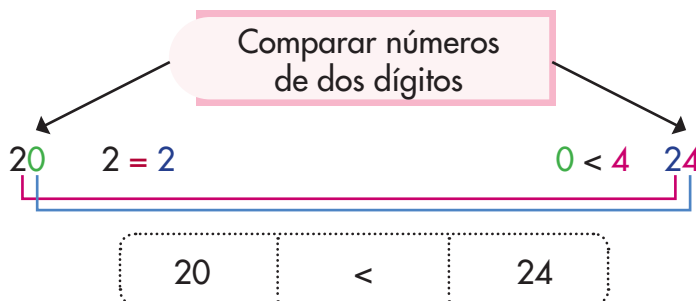 Comparar números
de dos dígitos
20 2 = 2 0 < 4 24
20 < 24